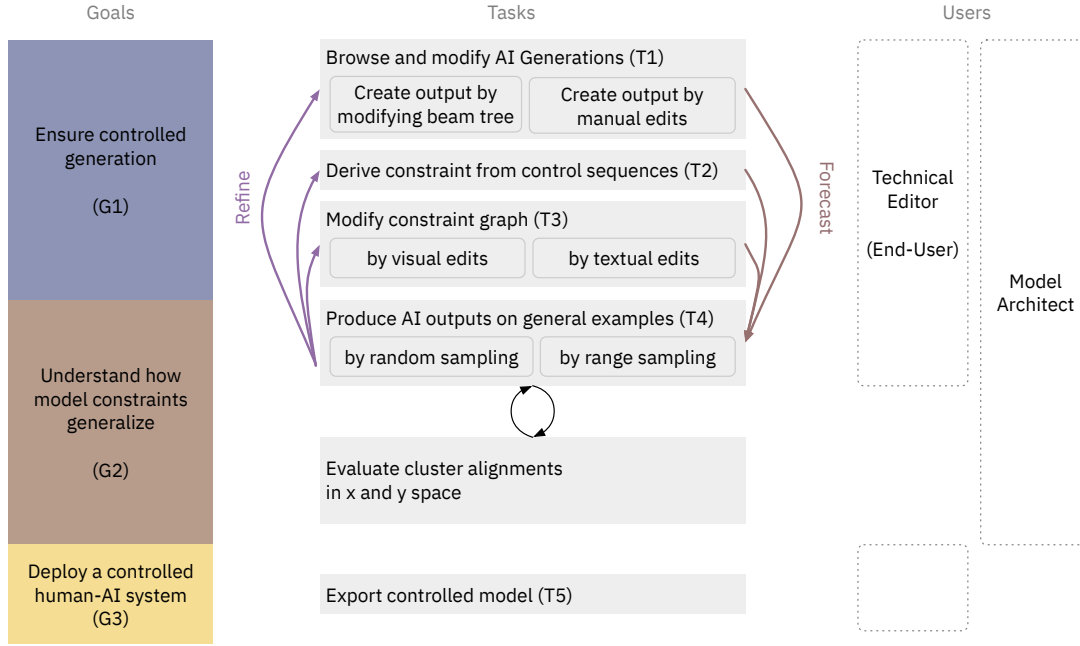 Goals
Tasks
Users
Ensure controlled
generation
(G1)
Understand how
model constraints
generalize
(G2)
Deploy a controlled
human-AI system
(G3)
Refine
Browse and modify AI Generations (T1)
Create output by
modifying beam tree
Create output by
manual edits
Derive constraint from control sequences (T2)
Modify constraint graph (T3)
by visual edits
by textual edits
Produce AI outputs on general examples (T4)
by random sampling
by range sampling
Evaluate cluster alignments
in x and y space
Export controlled model (T5)
Forecast
Technical
Editor
(End-User)
Model
Architect